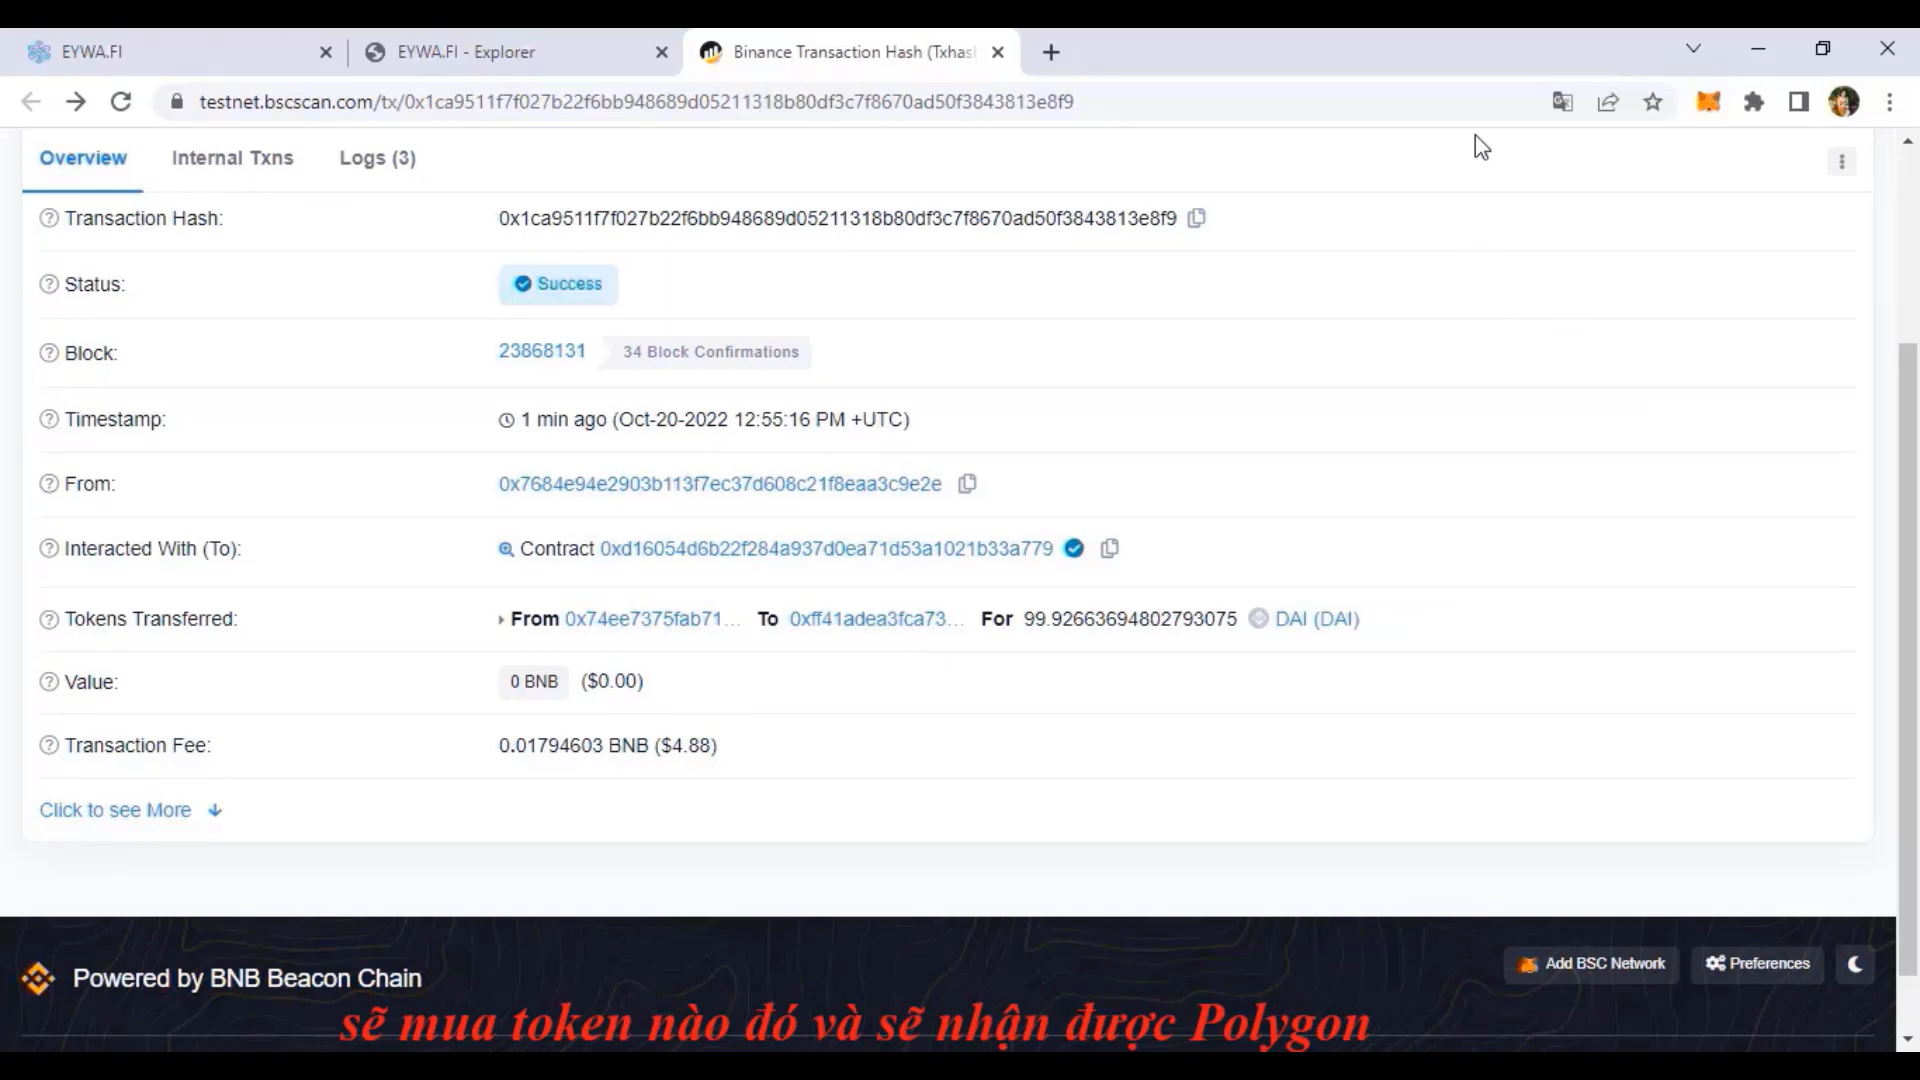 EYWA.FI
EYWA.FI - Explorer
Binance Transaction Hash (Txhas
testnet.bscscan.com/tx/0x1ca9511f7f027b22f6bb948689d05211318b80df3c7f8670ad50f3843813e8f9
Overview Internal Txns Logs (3)
Transaction Hash: 0x1ca9511f7f027b22f6bb948689d05211318b80df3c7f8670ad50f3843813e8f9
Status: Success
Block: 23868131 34 Block Confirmations
Timestamp: 1 min ago (Oct-20-2022 12:55:16 PM +UTC)
From: 0x7684e94e2903b113f7ec37d608c21f8eaa3c9e2e
Interacted With (To): Contract 0xd16054d6b22f284a937d0ea71d53a1021b33a779
Tokens Transferred: From 0x74ee7375fab71... To 0xff41adea3fca73... For 99.92663694802793075 DAI (DAI)
Value: 0 BNB ($0.00)
Transaction Fee: 0.01794603 BNB ($4.88)
Click to see More
Powered by BNB Beacon Chain
Add BSC Network Preferences
sẽ mua token nào đó và sẽ nhận được Polygon